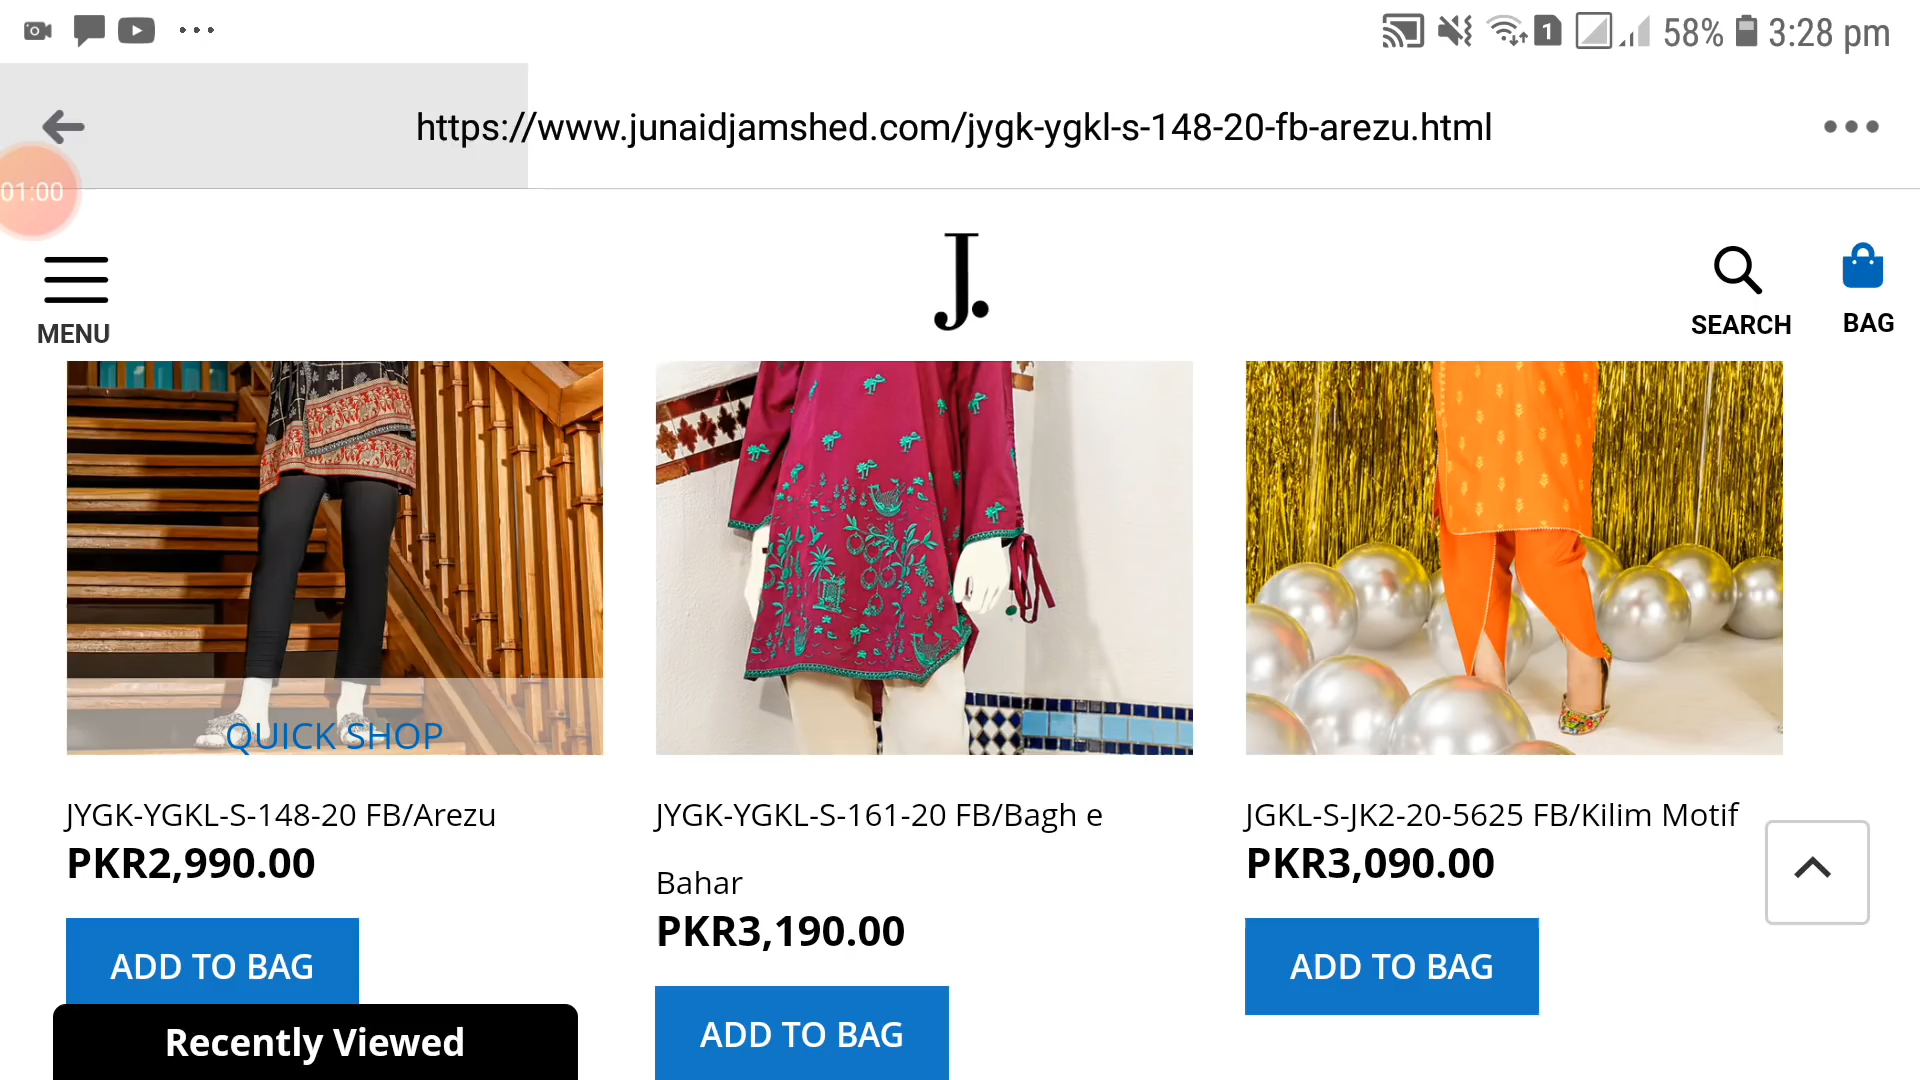 58% 3:28 pm
https://www.junaidjamshed.com/jygk-ygkl-s-148-20-fb-arezu.html
01:00
J.
MENU
SEARCH
BAG
QUICK SHOP
JYGK-YGKL-S-148-20 FB/Arezu
PKR2,990.00
ADD TO BAG
JYGK-YGKL-S-161-20 FB/Bagh e
Bahar
PKR3,190.00
ADD TO BAG
JGKL-S-JK2-20-5625 FB/Kilim Motif
PKR3,090.00
ADD TO BAG
Recently Viewed